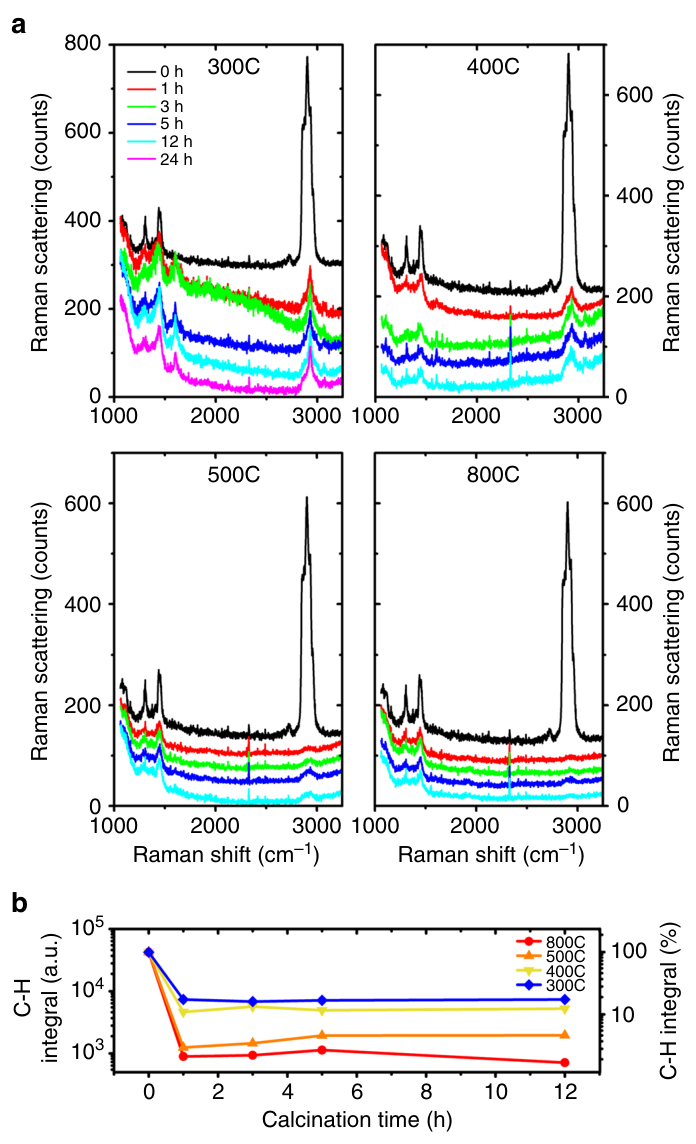 a
300C
400C
0 h
1 h
3 h
5 h
12 h
24 h
Raman scattering (counts)
800
600
400
200
0
1000 2000 3000
1000 2000 3000
600
400
200
0
Raman scattering (counts)
500C
800C
Raman scattering (counts)
600
400
200
0
1000 2000 3000
1000 2000 3000
600
400
200
0
Raman scattering (counts)
Raman shift (cm–1)
Raman shift (cm–1)
b
C-H
integral (a.u.)
105
104
103
800C
500C
400C
300C
100
10
C-H integral (%)
0 2 4 6 8 10 12
Calcination time (h)